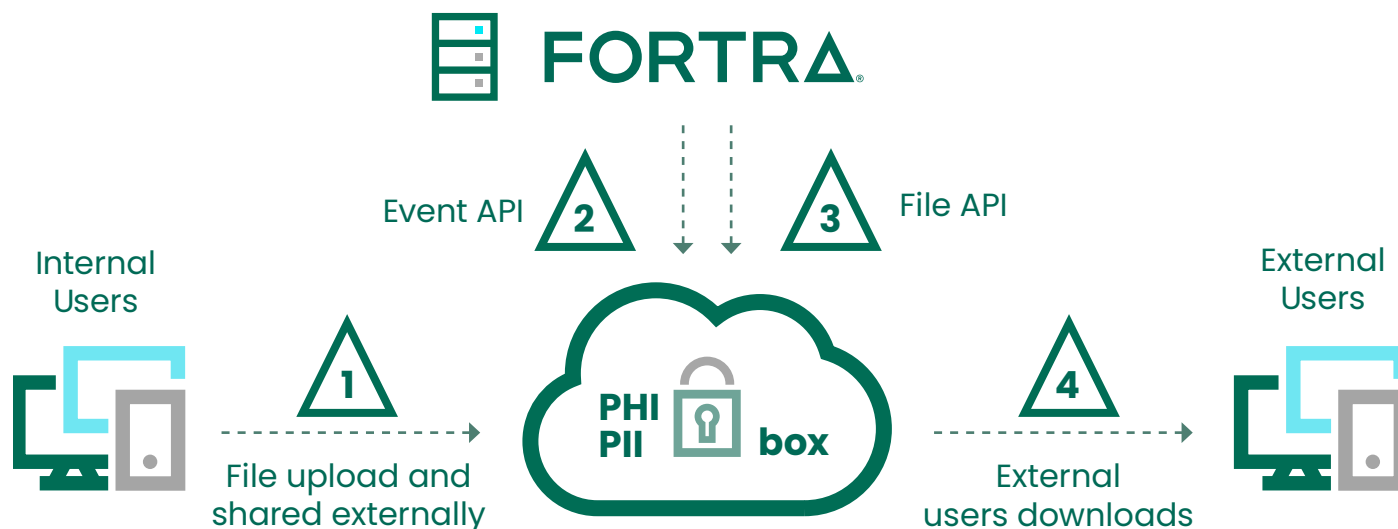 FORTRA®
Event API
2
3
File API
Internal
Users
External
Users
1
4
PHI
PII
box
File upload and
shared externally
External
users downloads